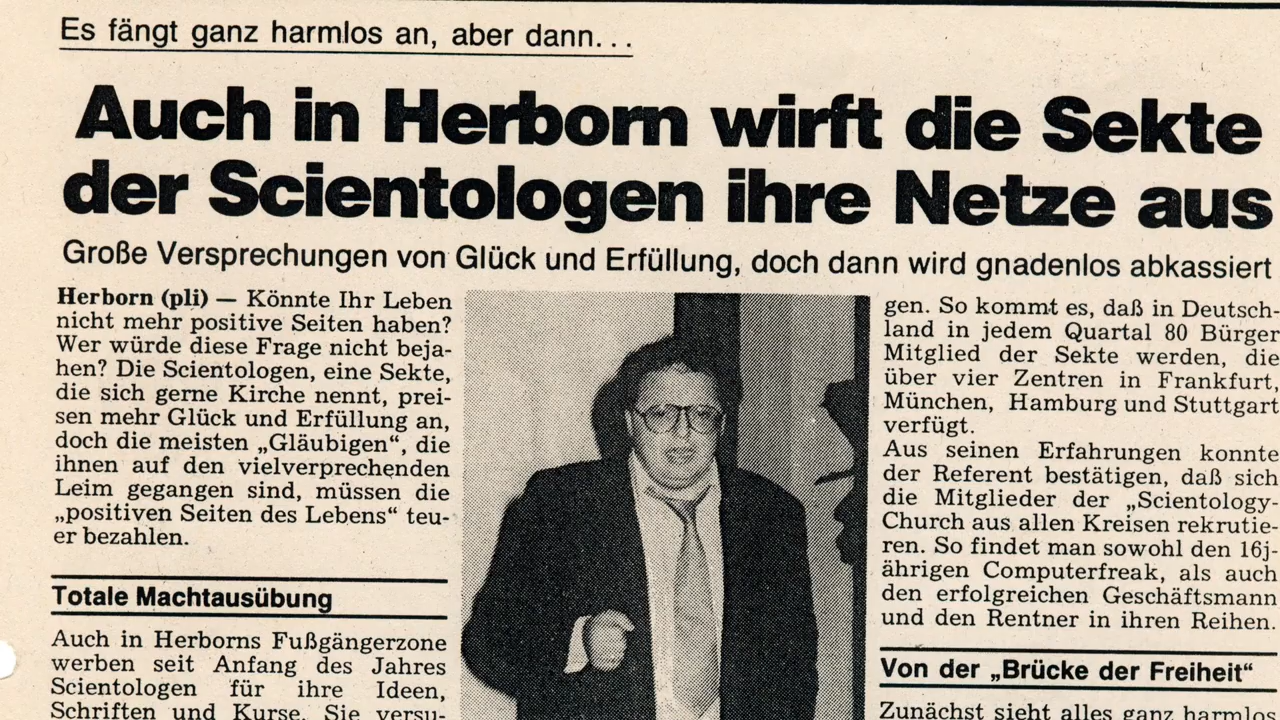 Es fängt ganz harmlos an, aber dann...
Auch in Herborn wirft die Sekte
der Scientologen ihre Netze aus
Große Versprechungen von Glück und Erfüllung, doch dann wird gnadenlos abkassiert
Herborn (pli) — Könnte Ihr Leben
nicht mehr positive Seiten haben?
Wer würde diese Frage nicht beja-
hen? Die Scientologen, eine Sekte,
die sich gerne Kirche nennt, prei-
sen mehr Glück und Erfüllung an,
doch die meisten „Gläubigen“, die
ihnen auf den vielverprechenden
Leim gegangen sind, müssen die
„positiven Seiten des Lebens“ teu-
er bezahlen.
Totale Machtausübung
Auch in Herborns Fußgängerzone
werben seit Anfang des Jahres
Scientologen für ihre Ideen,
Schriften und Kurse. Sie versu-
gen. So kommt es, daß in Deutsch-
land in jedem Quartal 80 Bürger
Mitglied der Sekte werden, die
über vier Zentren in Frankfurt,
München, Hamburg und Stuttgart
verfügt.
Aus seinen Erfahrungen konnte
der Referent bestätigen, daß sich
die Mitglieder der „Scientology-
Church aus allen Kreisen rekrutie-
ren. So findet man sowohl den 16j-
ährigen Computerfreak, als auch
den erfolgreichen Geschäftsmann
und den Rentner in ihren Reihen.
Von der „Brücke der Freiheit“
Zunächst sieht alles ganz harmlos